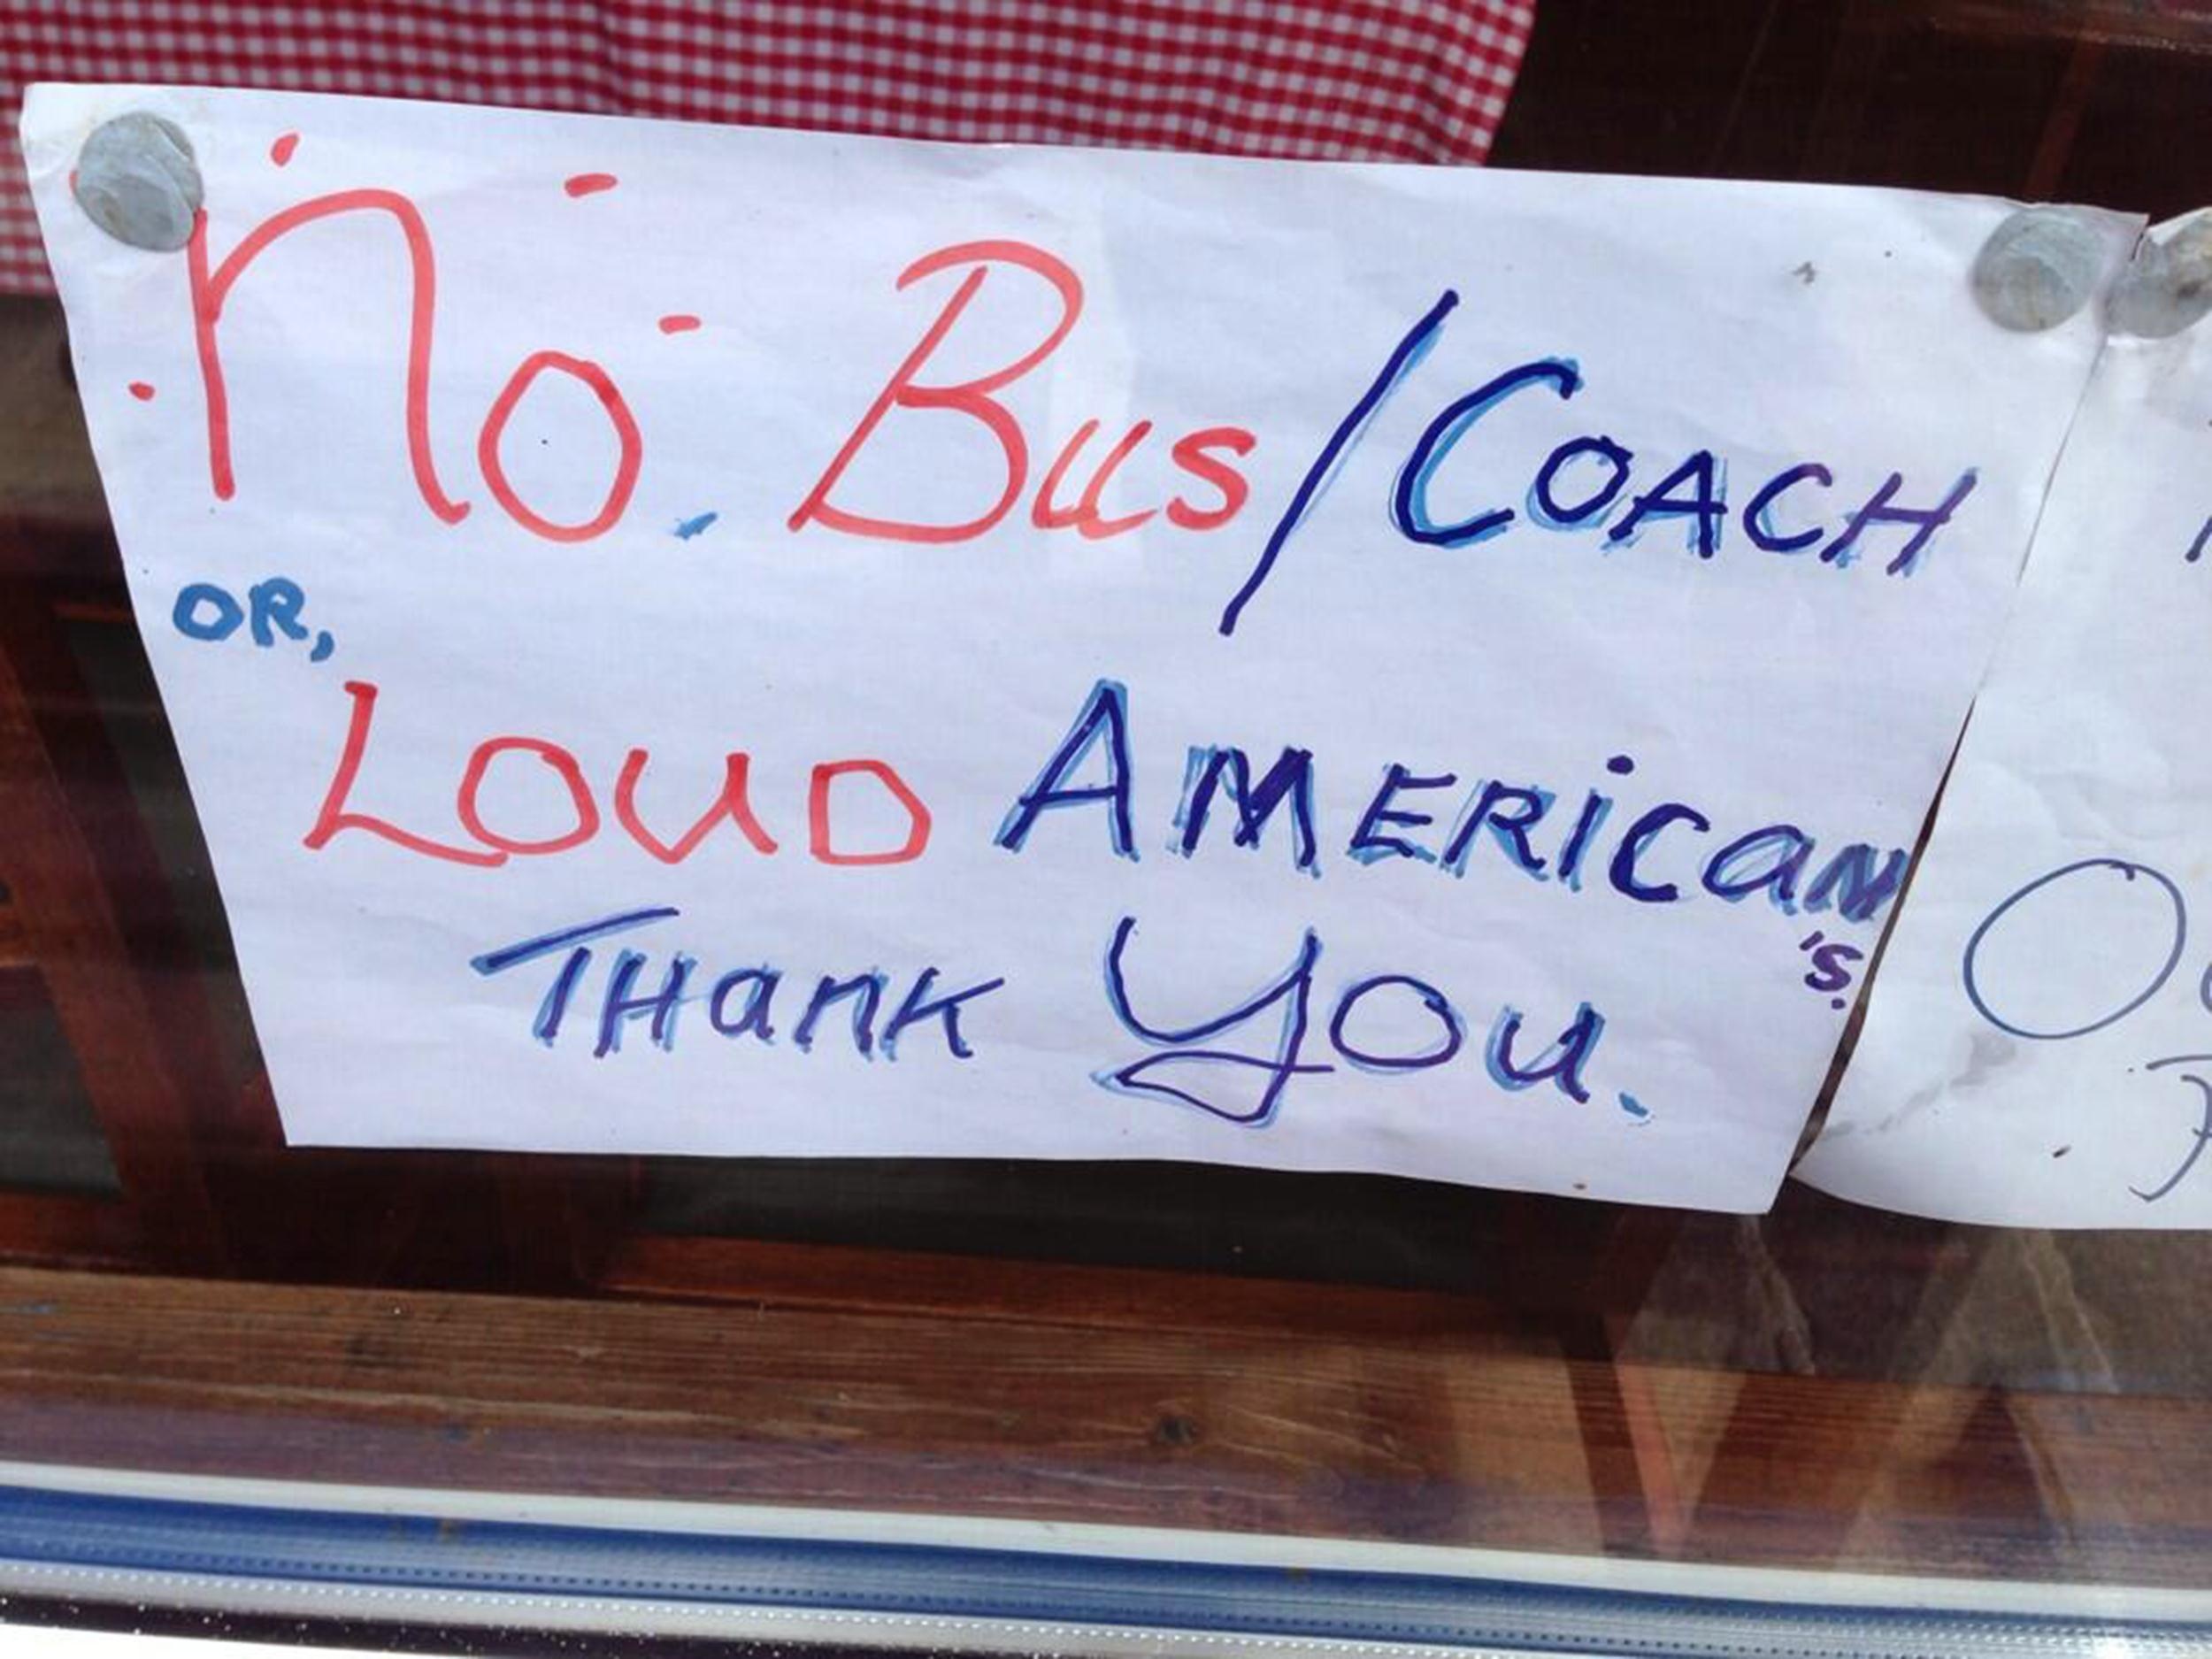 No. Bus/COACH
OR,
LOUD AMERiCaN
's.
THank You.